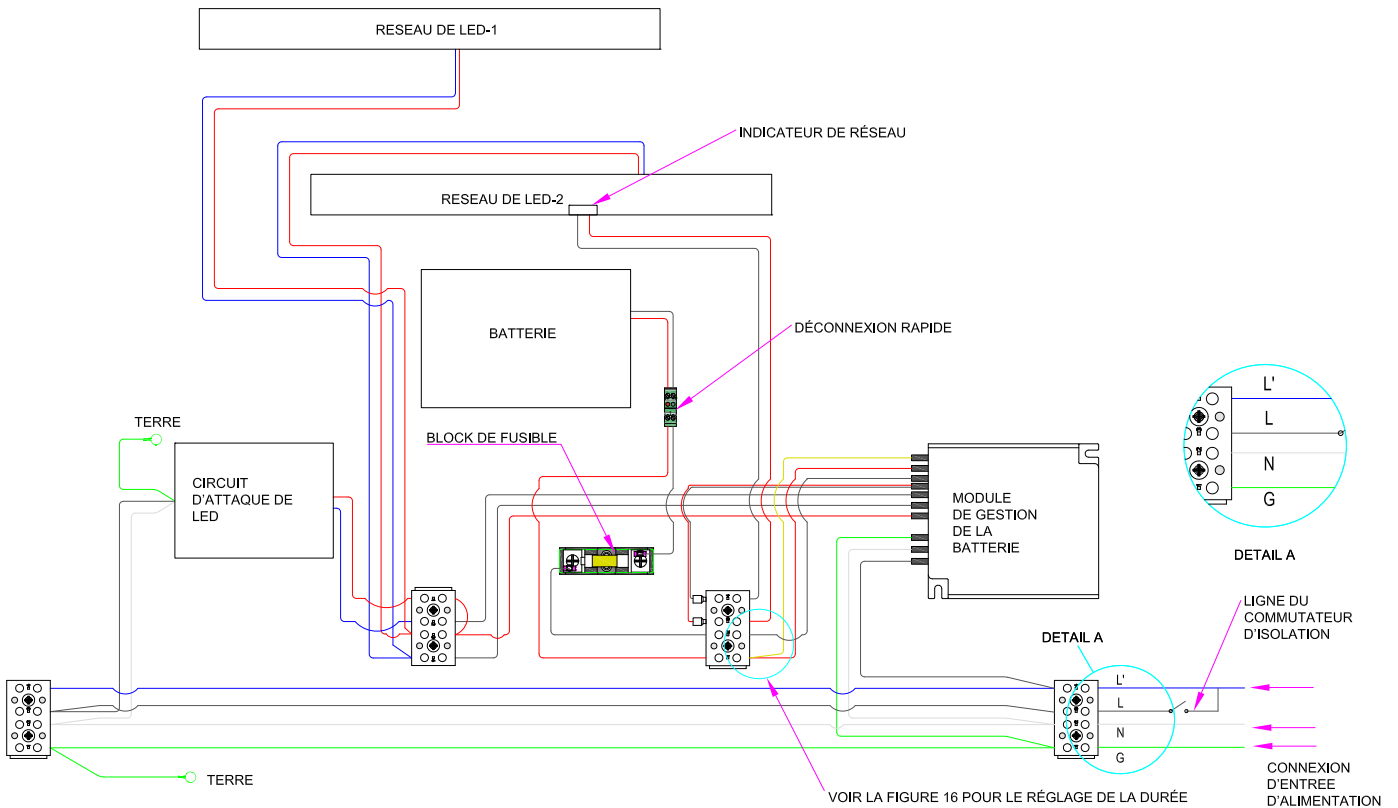 RESEAU DE LED-1
INDICATEUR DE RÉSEAU
RESEAU DE LED-2
BATTERIE
DÉCONNEXION RAPIDE
L'
L
N
G
DETAIL A
TERRE
BLOCK DE FUSIBLE
CIRCUIT
D'ATTAQUE DE
LED
MODULE
DE GESTION
DE LA
BATTERIE
LIGNE DU
COMMUTATEUR
D'ISOLATION
DETAIL A
L'
L
N
G
TERRE
CONNEXION
D'ENTREE
D'ALIMENTATION
VOIR LA FIGURE 16 POUR LE RÉGLAGE DE LA DURÉE